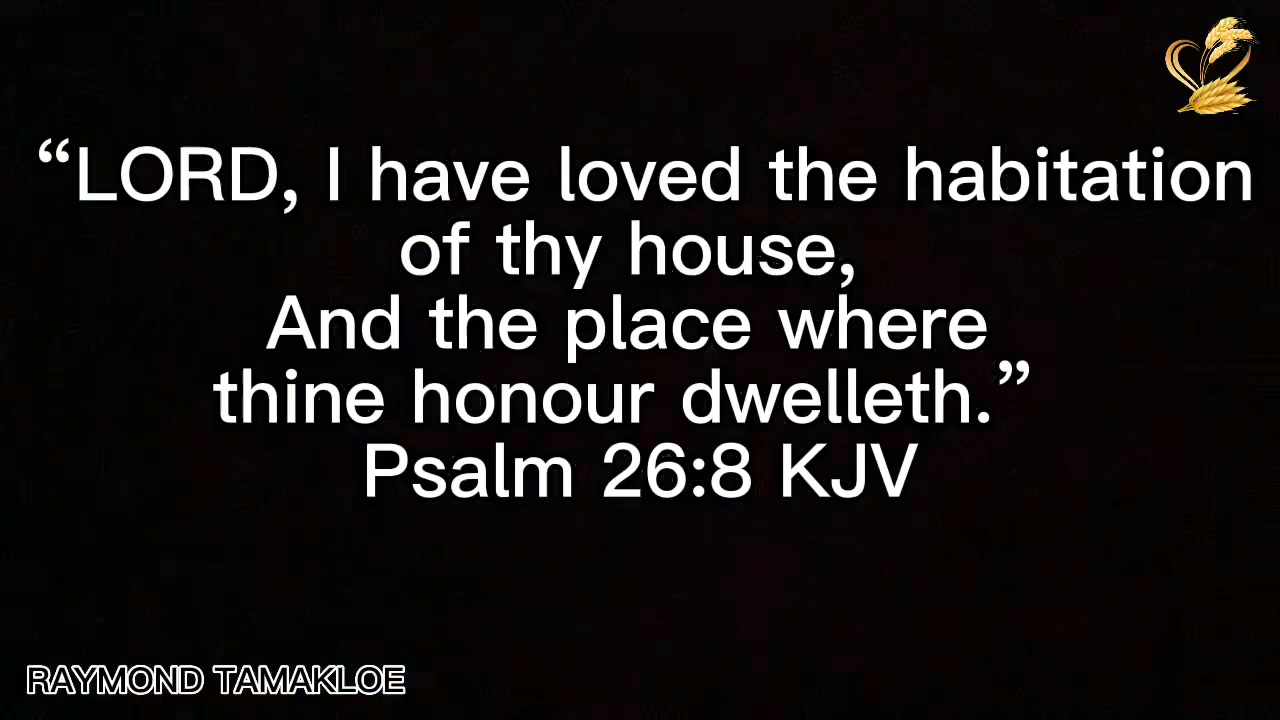 “LORD, I have loved the habitation
of thy house,
And the place where
thine honour dwelleth.”
Psalm 26:8 KJV
RAYMOND TAMAKLOE